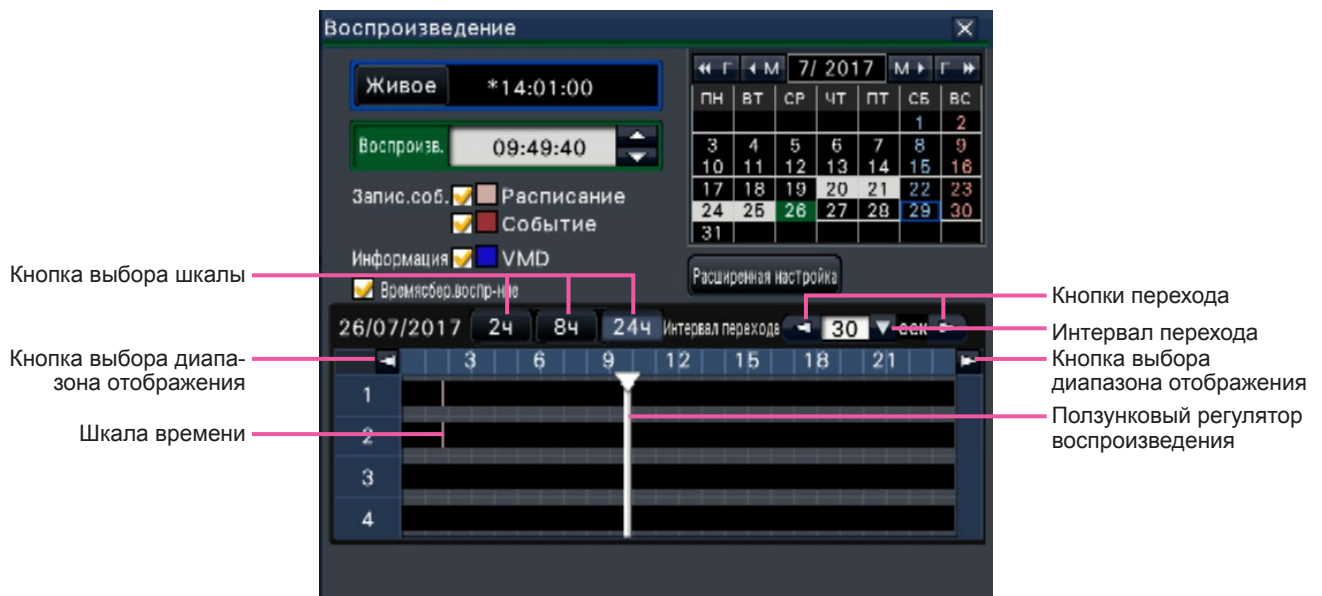 Воспроизведение
Живое *14:01:00
Воспроизв. 09:49:40
Запис.соб. Расписание
Событие
Информация VMD
Времясбер.воспр-ние
Г М 7/ 2017 М Г
ПН ВТ СР ЧТ ПТ СБ ВС
1 2
3 4 5 6 7 8 9
10 11 12 13 14 15 16
17 18 19 20 21 22 23
24 25 26 27 28 29 30
31
Расширенная настройка
26/07/2017 2ч 8ч 24ч Интервал перехода 30 сек
3 6 9 12 15 18 21
1
2
3
4
Кнопка выбора шкалы
Кнопка выбора диапа-
зона отображения
Шкала времени
Кнопки перехода
Интервал перехода
Кнопка выбора
диапазона отображения
Ползунковый регулятор
воспроизведения